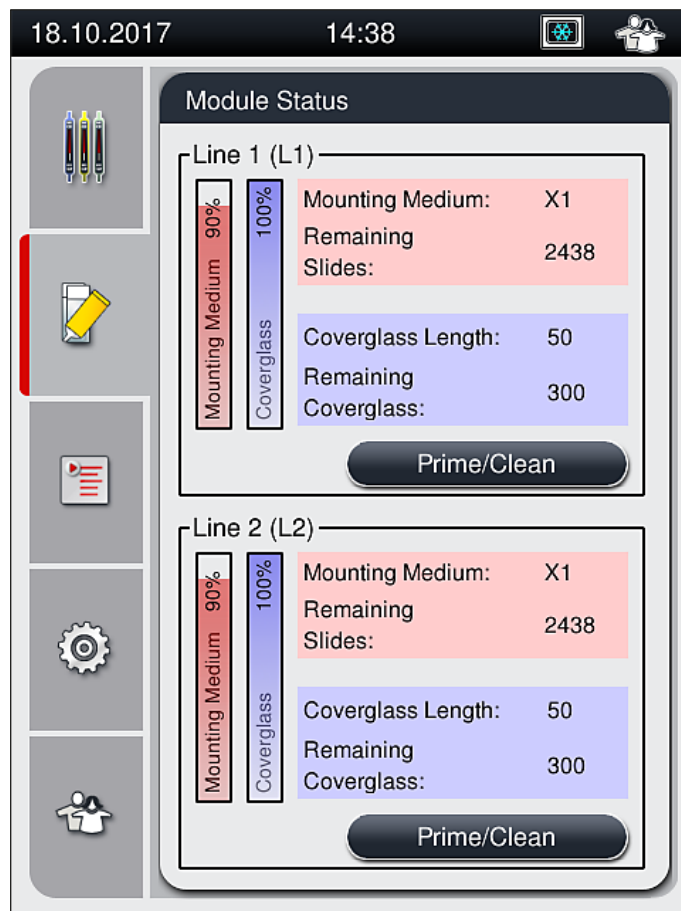 18.10.2017 14:38
Module Status
Line 1 (L1)
Mounting Medium 90%
Coverglass 100%
Mounting Medium: X1
Remaining
Slides: 2438
Coverglass Length: 50
Remaining
Coverglass: 300
Prime/Clean
Line 2 (L2)
Mounting Medium 90%
Coverglass 100%
Mounting Medium: X1
Remaining
Slides: 2438
Coverglass Length: 50
Remaining
Coverglass: 300
Prime/Clean